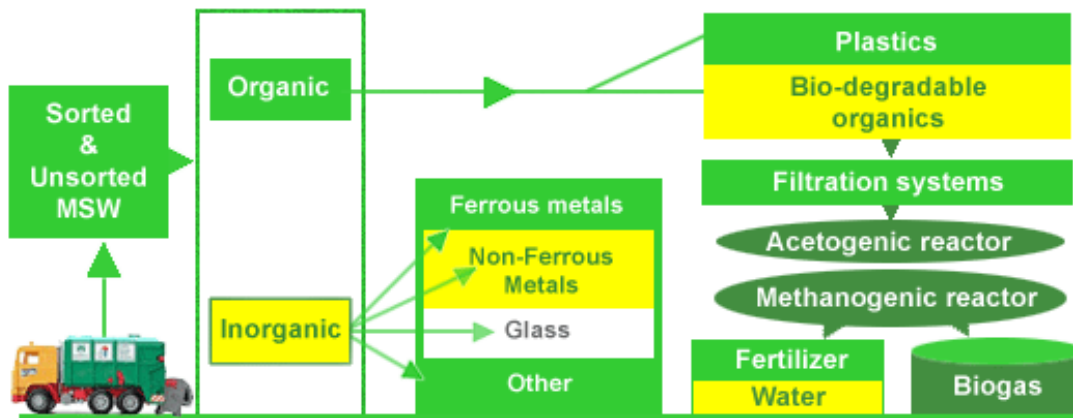 Sorted
&
Unsorted
MSW
Organic
Inorganic
Ferrous metals
Non-Ferrous
Metals
Glass
Other
Plastics
Bio-degradable
organics
Filtration systems
Acetogenic reactor
Methanogenic reactor
Fertilizer
Water
Biogas